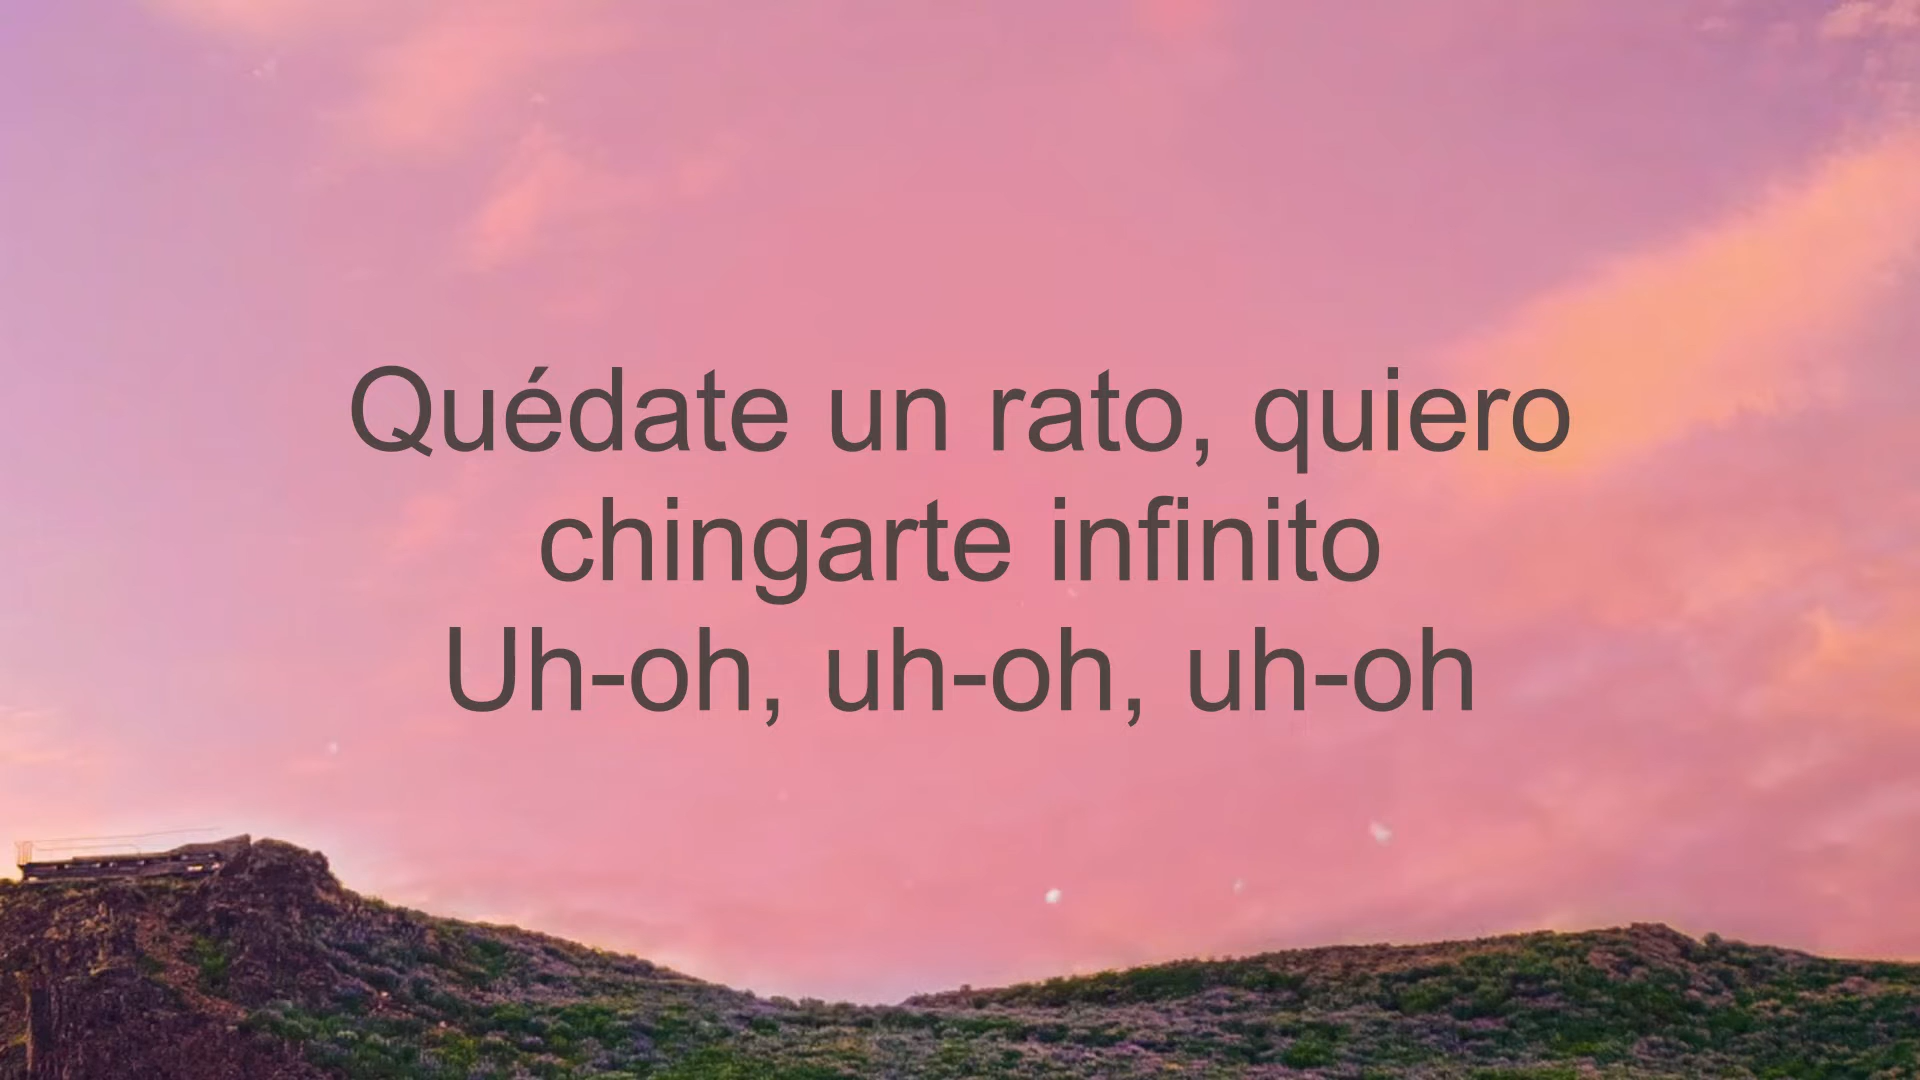 Quédate un rato, quiero
chingarte infinito
Uh-oh, uh-oh, uh-oh